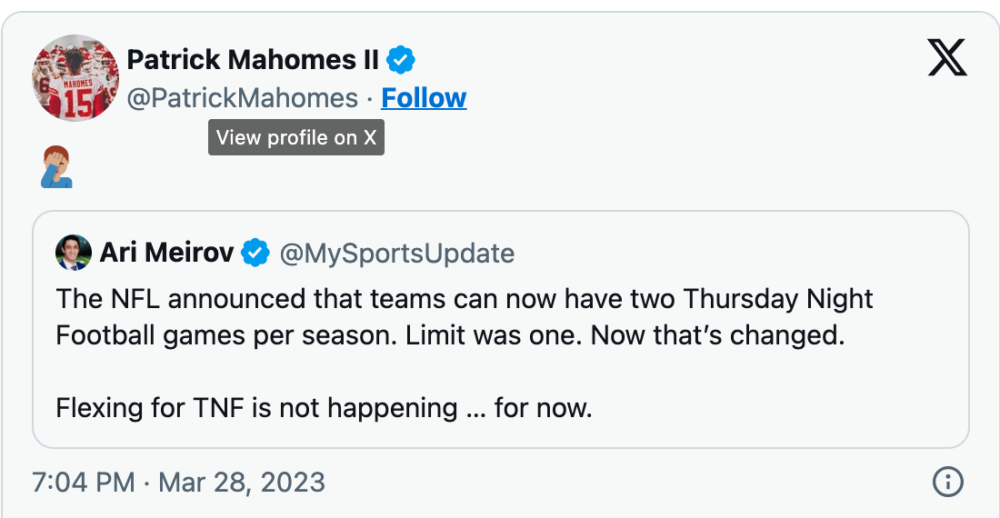 Patrick Mahomes II
@PatrickMahomes · Follow
View profile on X
MAHOMES
15
Ari Meirov @MySportsUpdate
The NFL announced that teams can now have two Thursday Night
Football games per season. Limit was one. Now that’s changed.
Flexing for TNF is not happening ... for now.
7:04 PM · Mar 28, 2023